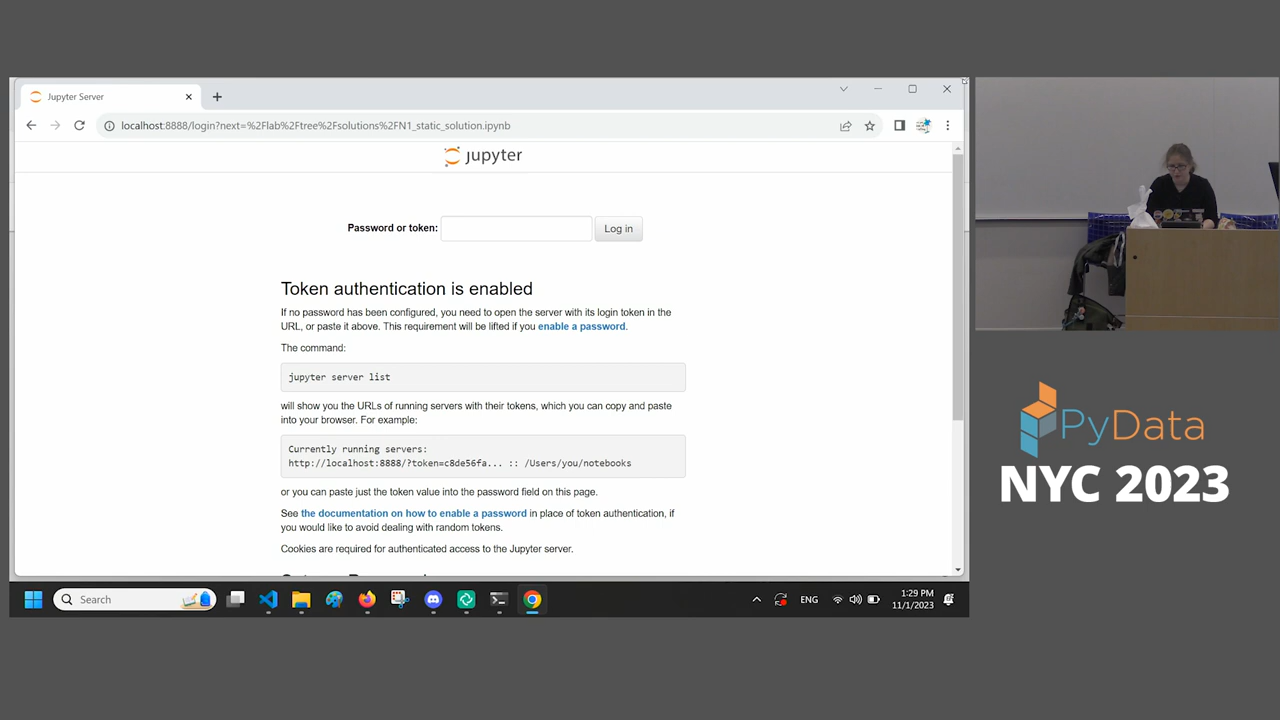 Jupyter Server
localhost:8888/login?next=%2Flab%2Ftree%2Fsolutions%2FN1_static_solution.ipynb
jupyter
Password or token:
Log in
Token authentication is enabled
If no password has been configured, you need to open the server with its login token in the
URL, or paste it above. This requirement will be lifted if you enable a password.
The command:
jupyter server list
will show you the URLs of running servers with their tokens, which you can copy and paste
into your browser. For example:
Currently running servers:
http://localhost:8888/?token=c8de56fa... :: /Users/you/notebooks
or you can paste just the token value into the password field on this page.
See the documentation on how to enable a password in place of token authentication, if
you would like to avoid dealing with random tokens.
Cookies are required for authenticated access to the Jupyter server.
Search
ENG
1:29 PM
11/1/2023
PyData
NYC 2023